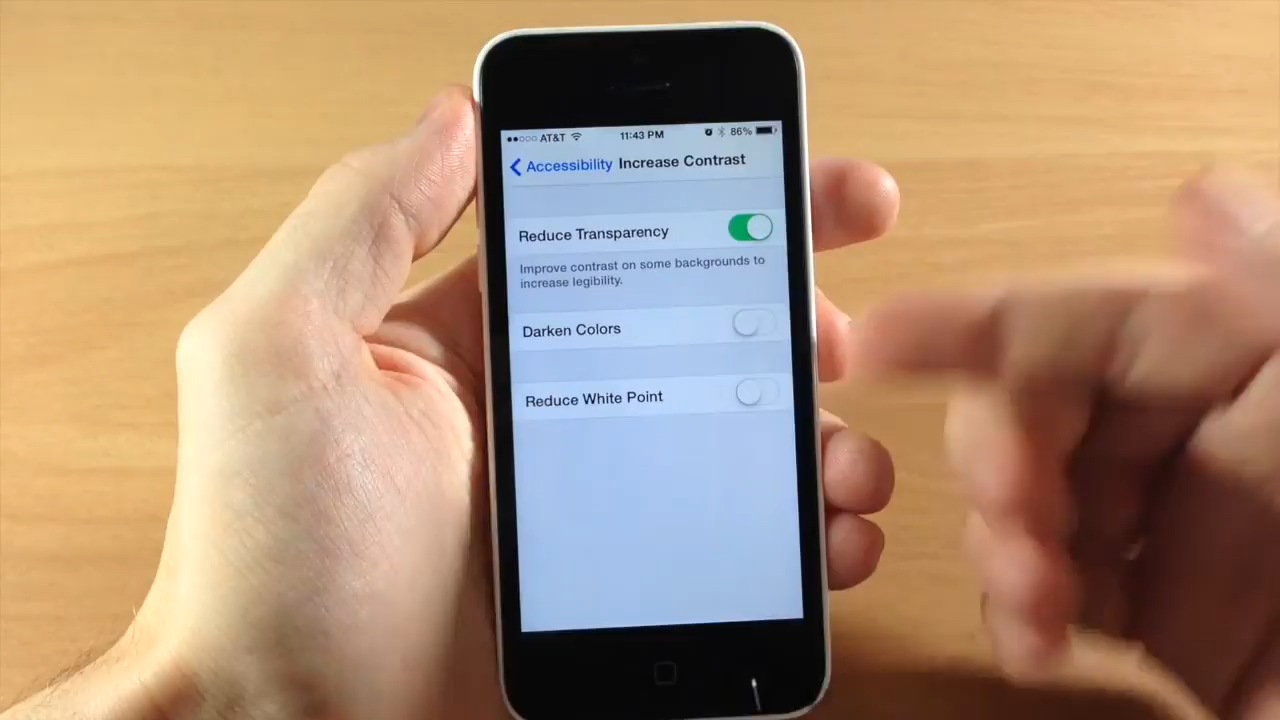 AT&T 11:43 PM 86%
Accessibility Increase Contrast
Reduce Transparency
Improve contrast on some backgrounds to
increase legibility.
Darken Colors
Reduce White Point